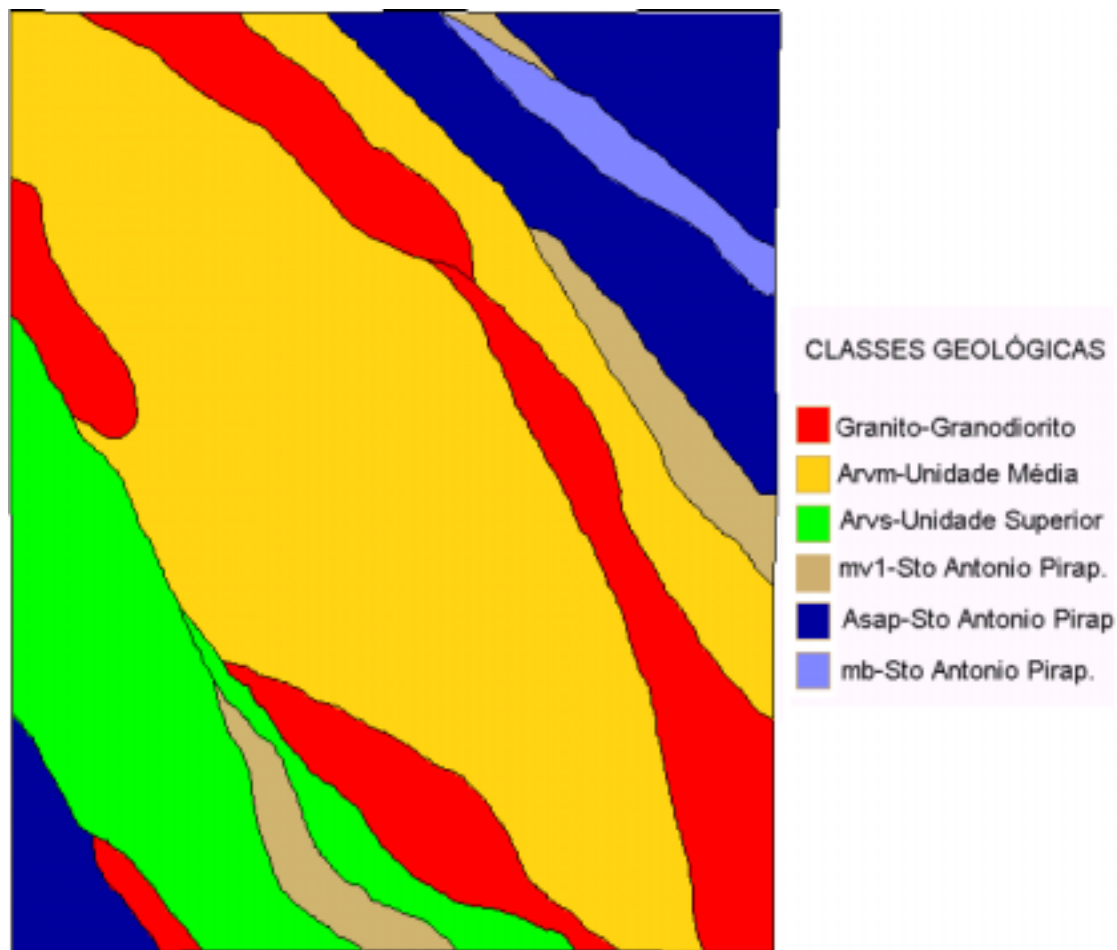 CLASSES GEOLÓGICAS
Granito-Granodiorito
Arvm-Unidade Média
Arvs-Unidade Superior
mv1-Sto Antonio Pirap.
Asap-Sto Antonio Pirap
mb-Sto Antonio Pirap.